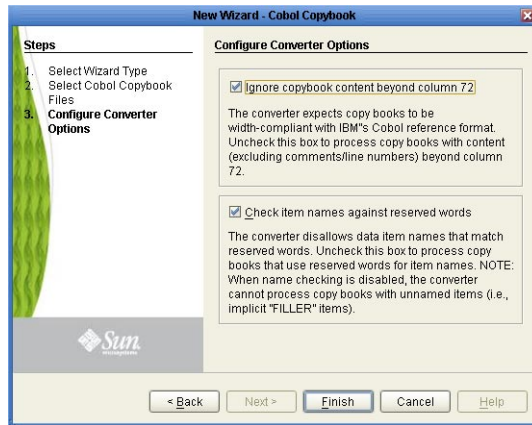 New Wizard - Cobol Copybook
Steps
1. Select Wizard Type
2. Select Cobol Copybook
Files
3. Configure Converter
Options
Configure Converter Options
Ignore copybook content beyond column 72
The converter expects copy books to be
width-compliant with IBM"s Cobol reference format.
Uncheck this box to process copy books with content
(excluding comments/line numbers) beyond column
72.
Check item names against reserved words
The converter disallows data item names that match
reserved words. Uncheck this box to process copy
books that use reserved words for item names. NOTE:
When name checking is disabled, the converter
cannot process copy books with unnamed items (i.e.,
implicit "FILLER" items).
Sun
microsystems
< Back
Next >
Finish
Cancel
Help